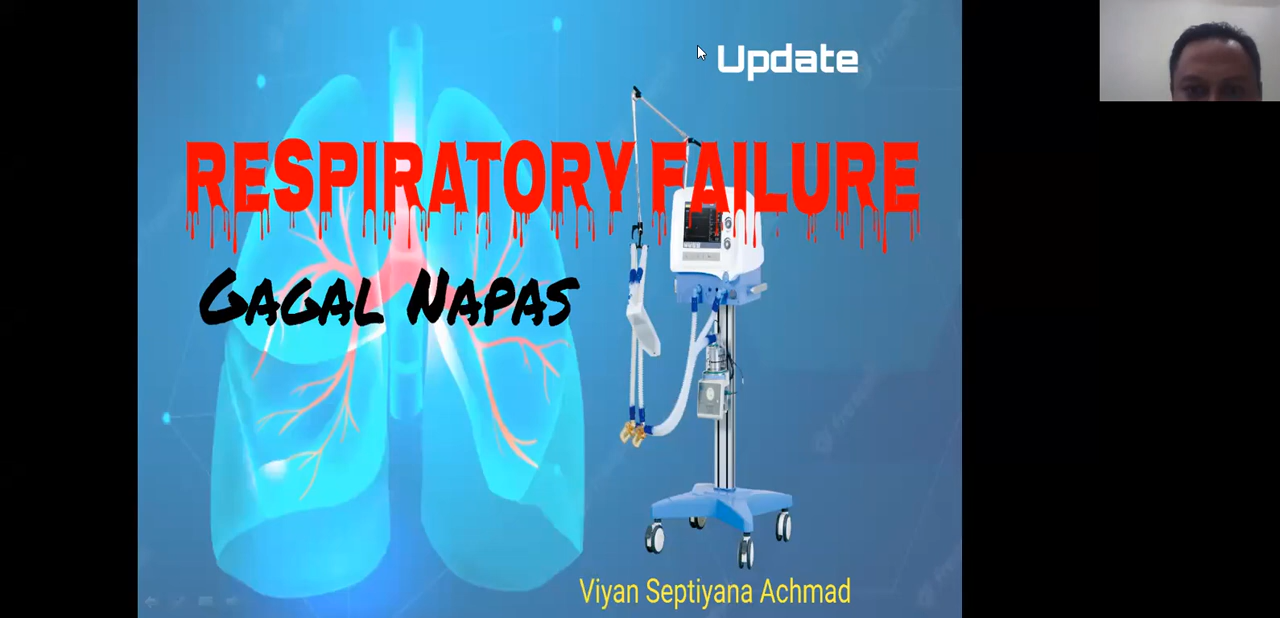 Update
RESPIRATORY FAILURE
GAGAL NAPAS
Viyan Septiyana Achmad